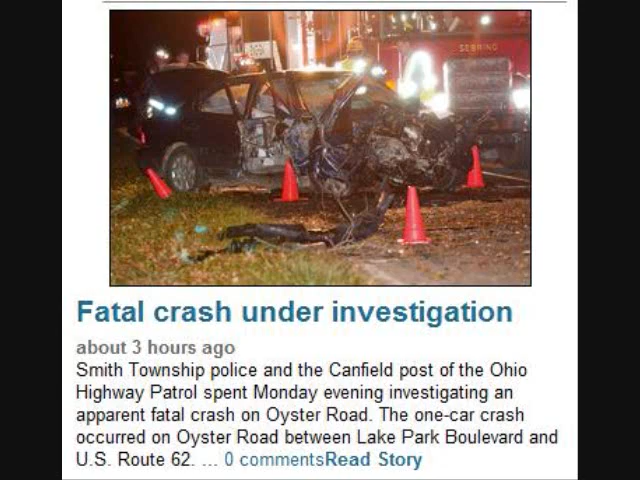 SEBRING
Fatal crash under investigation
about 3 hours ago
Smith Township police and the Canfield post of the Ohio
Highway Patrol spent Monday evening investigating an
apparent fatal crash on Oyster Road. The one-car crash
occurred on Oyster Road between Lake Park Boulevard and
U.S. Route 62. ... 0 commentsRead Story